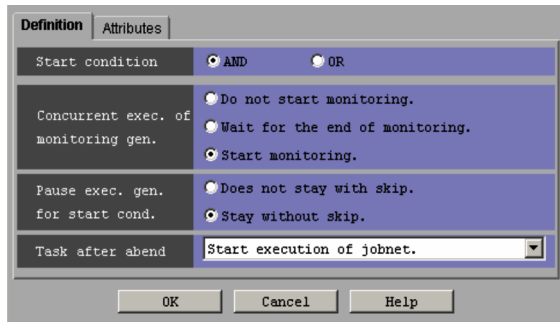 Definition Attributes
Start condition AND OR
Concurrent exec. of monitoring gen.
Do not start monitoring.
Wait for the end of monitoring.
Start monitoring.
Pause exec. gen. for start cond.
Does not stay with skip.
Stay without skip.
Task after abend Start execution of jobnet.
OK Cancel Help